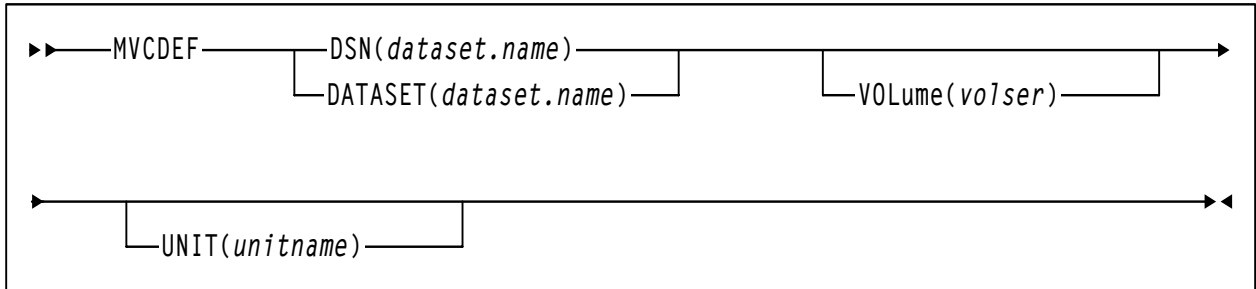 MVCDEF DSN(dataset.name)
DATASET(dataset.name) VOLume(volser)
UNIT(unitname)